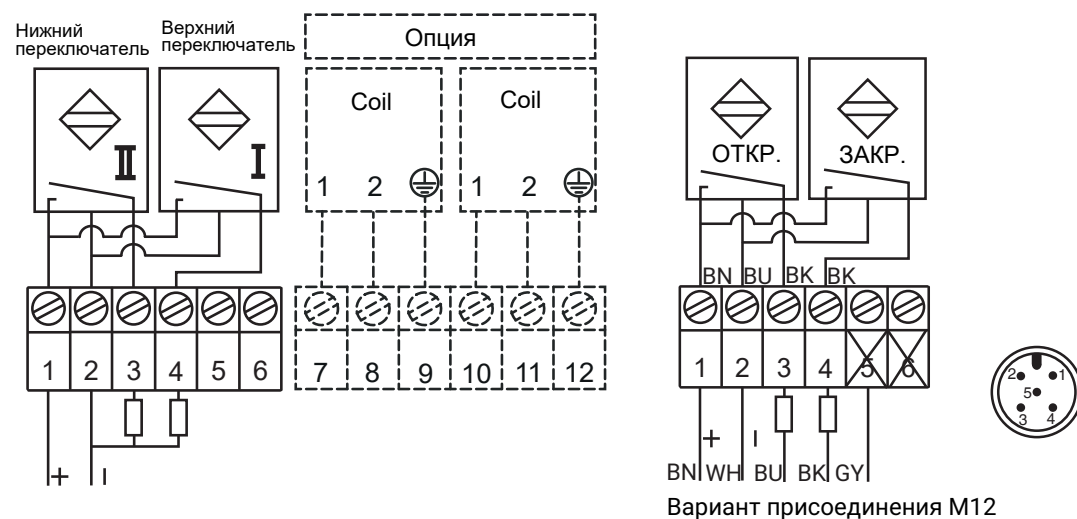 Нижний
переключатель
Верхний
переключатель
Опция
II
I
Coil
Coil
1 2
1 2
1 2 3 4 5 6
7 8 9 10 11 12
+ I
ОТКР.
ЗАКР.
BN BU BK BK
1 2 3 4 5 6
+ I
BN WH BU BK GY
2 1
5
3 4
Вариант присоединения M12